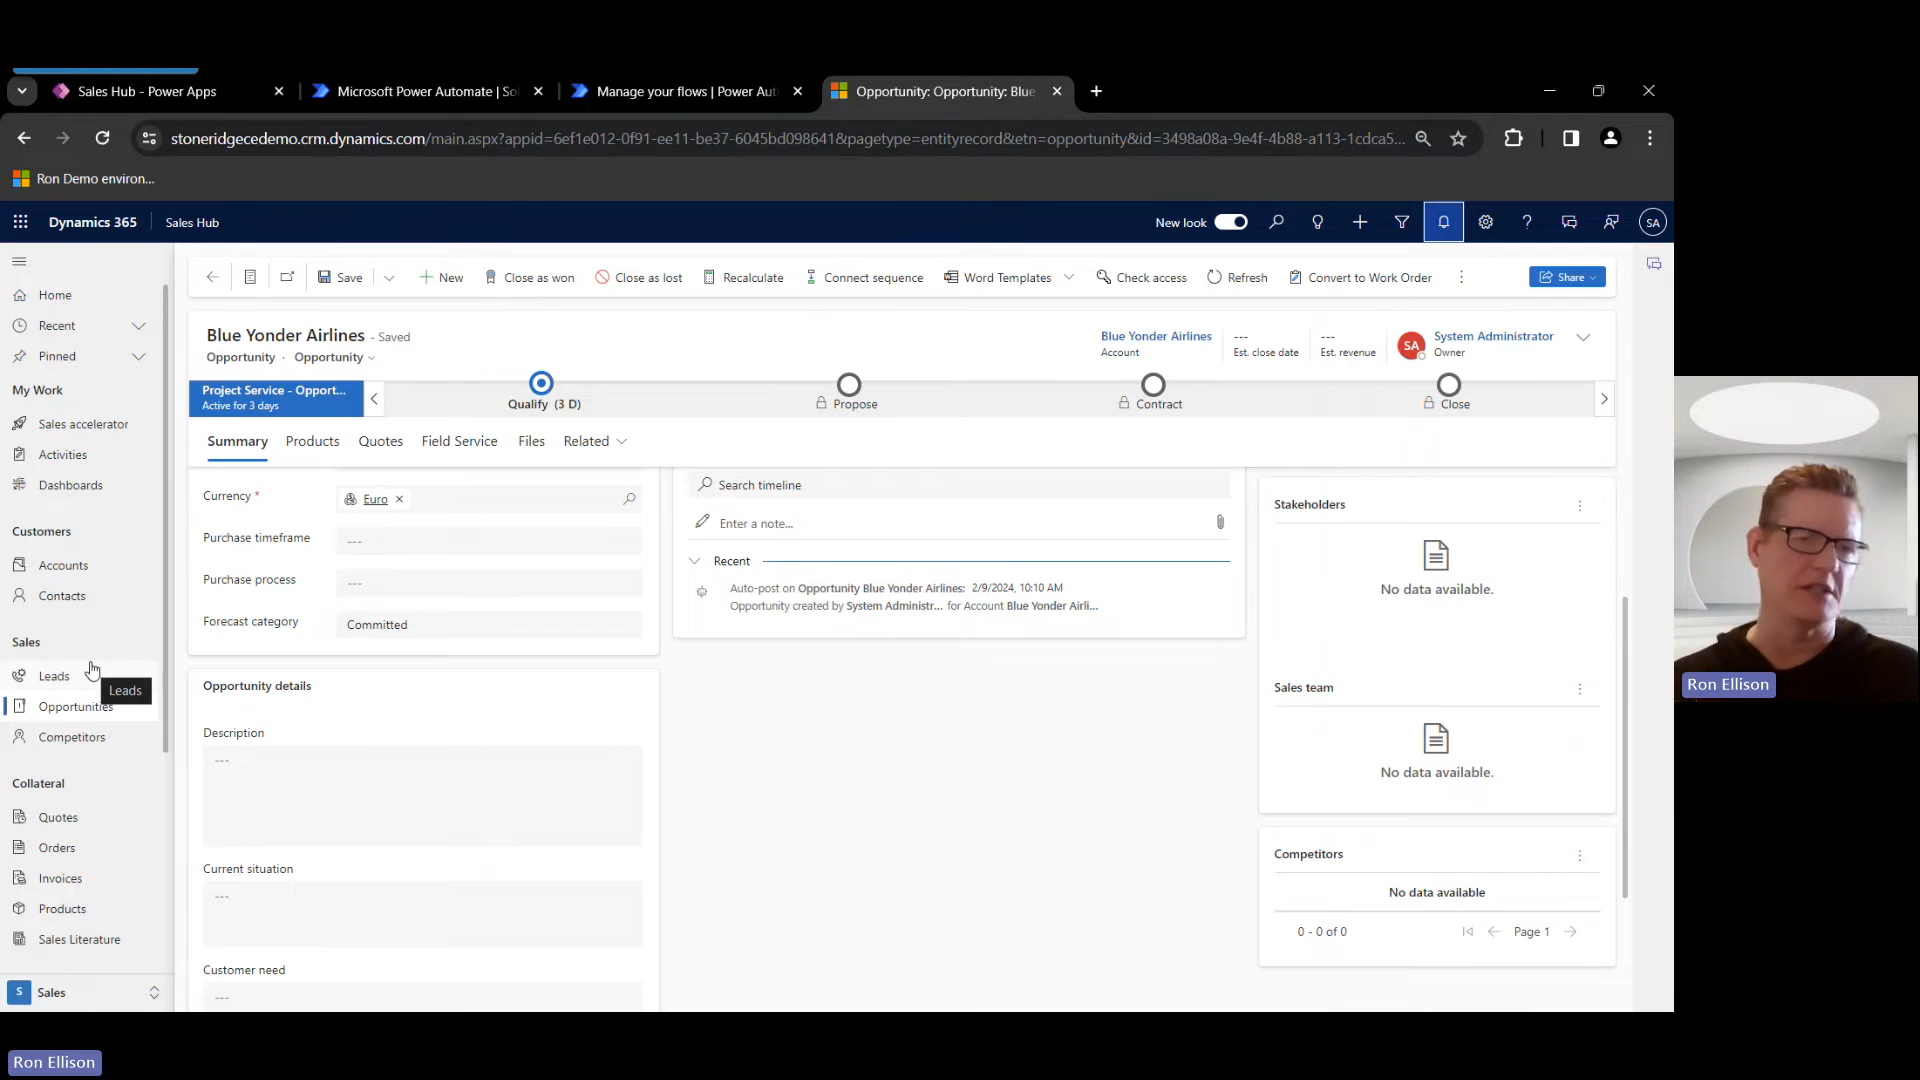 Sales Hub - Power Apps
Microsoft Power Automate | So
Manage your flows | Power Aut
Opportunity: Opportunity: Blue
stoneridgecedemo.crm.dynamics.com/main.aspx?appid=6ef1e012-0f91-ee11-be37-6045bd098641&pagetype=entityrecord&etn=opportunity&id=3498a08a-9e4f-4b88-a113-1cdca5...
Ron Demo environ...
Dynamics 365
Sales Hub
New look
SA
Save
New
Close as won
Close as lost
Recalculate
Connect sequence
Word Templates
Check access
Refresh
Convert to Work Order
Share
Home
Recent
Pinned
My Work
Sales accelerator
Activities
Dashboards
Customers
Accounts
Contacts
Sales
Leads
Leads
Opportunities
Competitors
Collateral
Quotes
Orders
Invoices
Products
Sales Literature
S
Sales
Blue Yonder Airlines - Saved
Opportunity · Opportunity
Blue Yonder Airlines
Account
---
Est. close date
---
Est. revenue
SA
System Administrator
Owner
Project Service - Opport...
Active for 3 days
Qualify (3 D)
Propose
Contract
Close
Summary
Products
Quotes
Field Service
Files
Related
Currency *
Euro
Purchase timeframe
---
Purchase process
---
Forecast category
Committed
Opportunity details
Description
---
Current situation
---
Customer need
---
Search timeline
Enter a note...
Recent
Auto-post on Opportunity Blue Yonder Airlines: 2/9/2024, 10:10 AM
Opportunity created by System Administr... for Account Blue Yonder Airli...
Stakeholders
No data available.
Sales team
No data available.
Competitors
No data available
0 - 0 of 0
Page 1
Ron Ellison
Ron Ellison